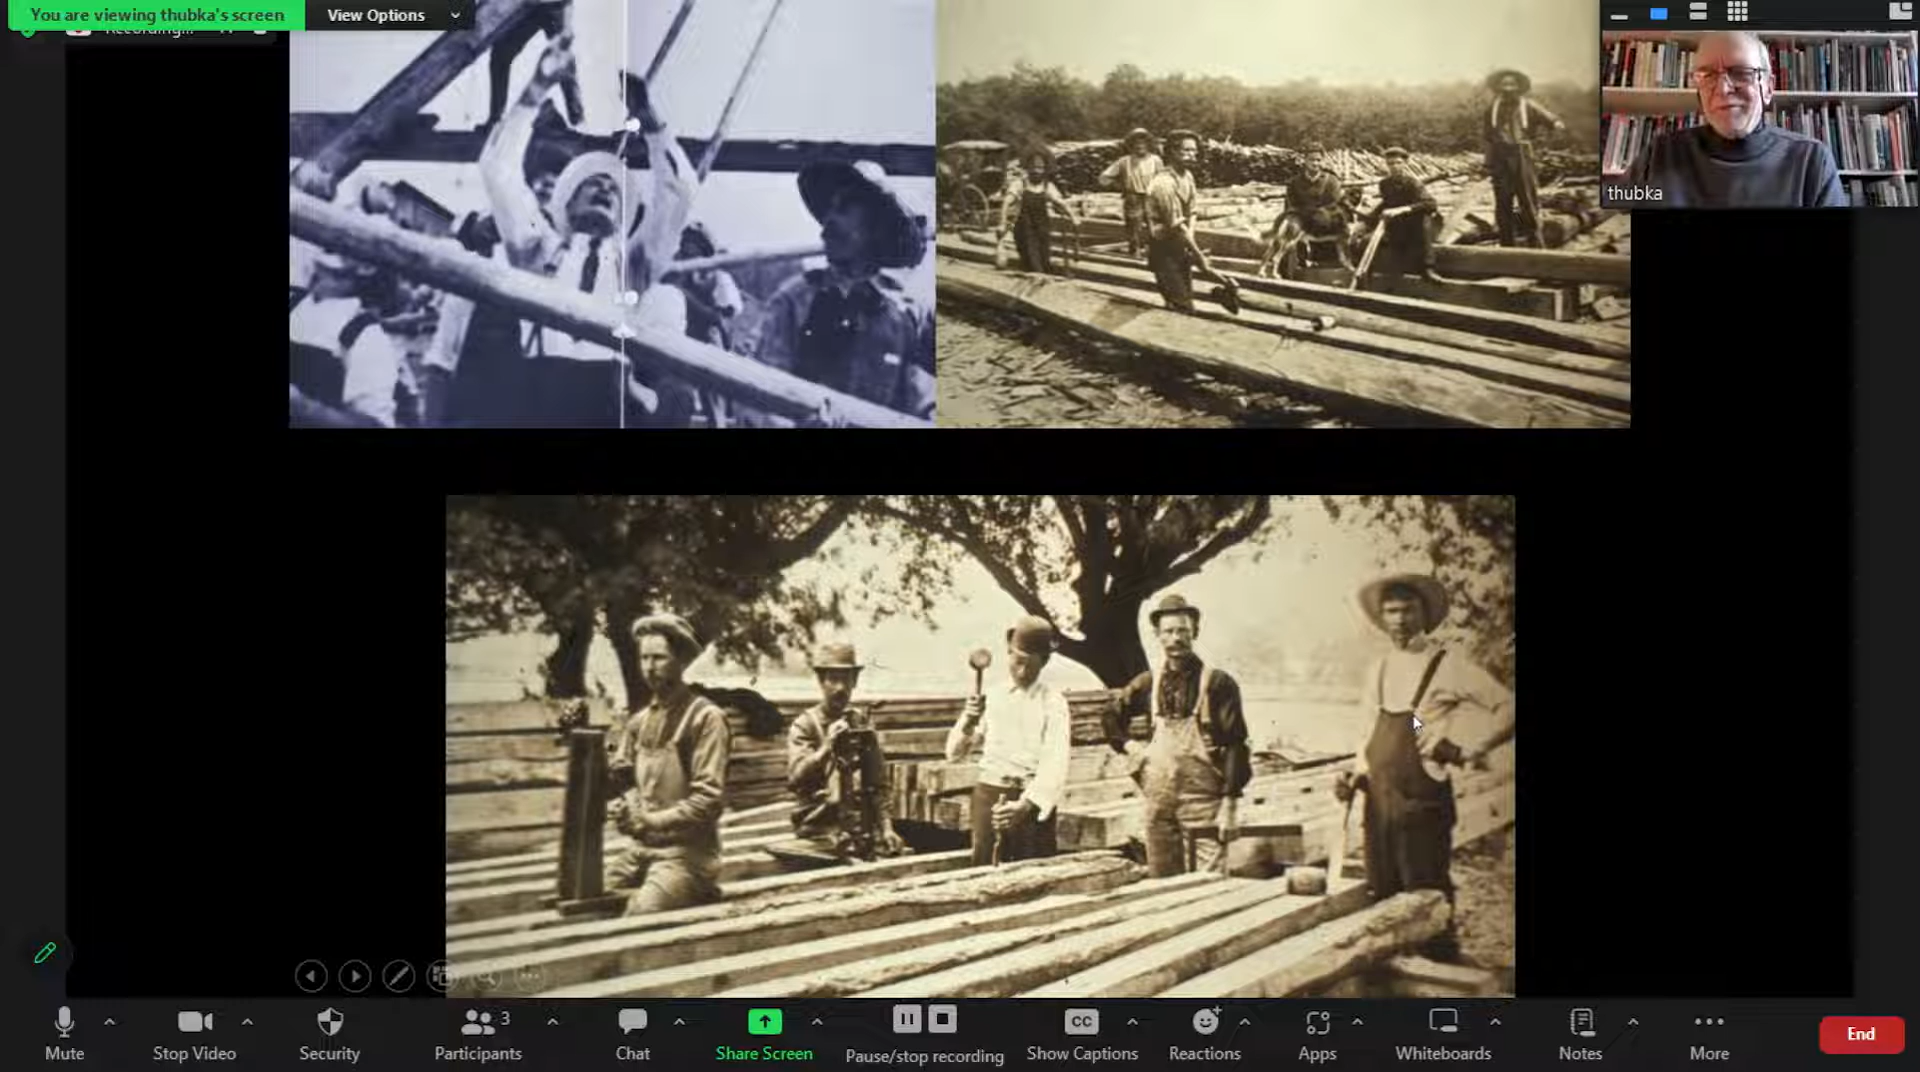 You are viewing thubka's screen
View Options
Recording...
thubka
3
CC
Mute
Stop Video
Security
Participants
Chat
Share Screen
Pause/stop recording
Show Captions
Reactions
Apps
Whiteboards
Notes
More
End